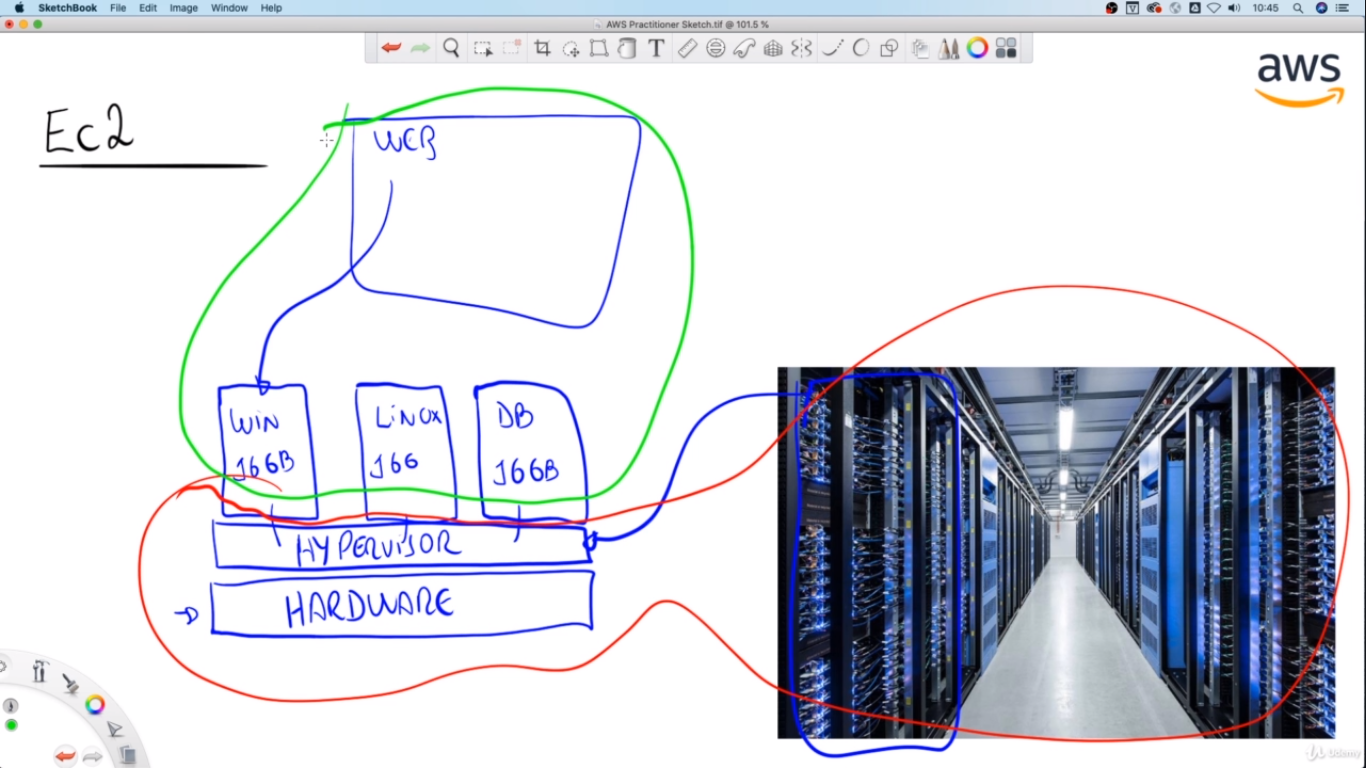 SketchBook File Edit Image Window Help 10:45
AWS Practitioner Sketch.tif @ 101.5 %
T
aws
Ec2
WEB
WIN
16GB
LiNUX
16G
DB
16GB
HYPERVISOR
HARDWARE
Udemy